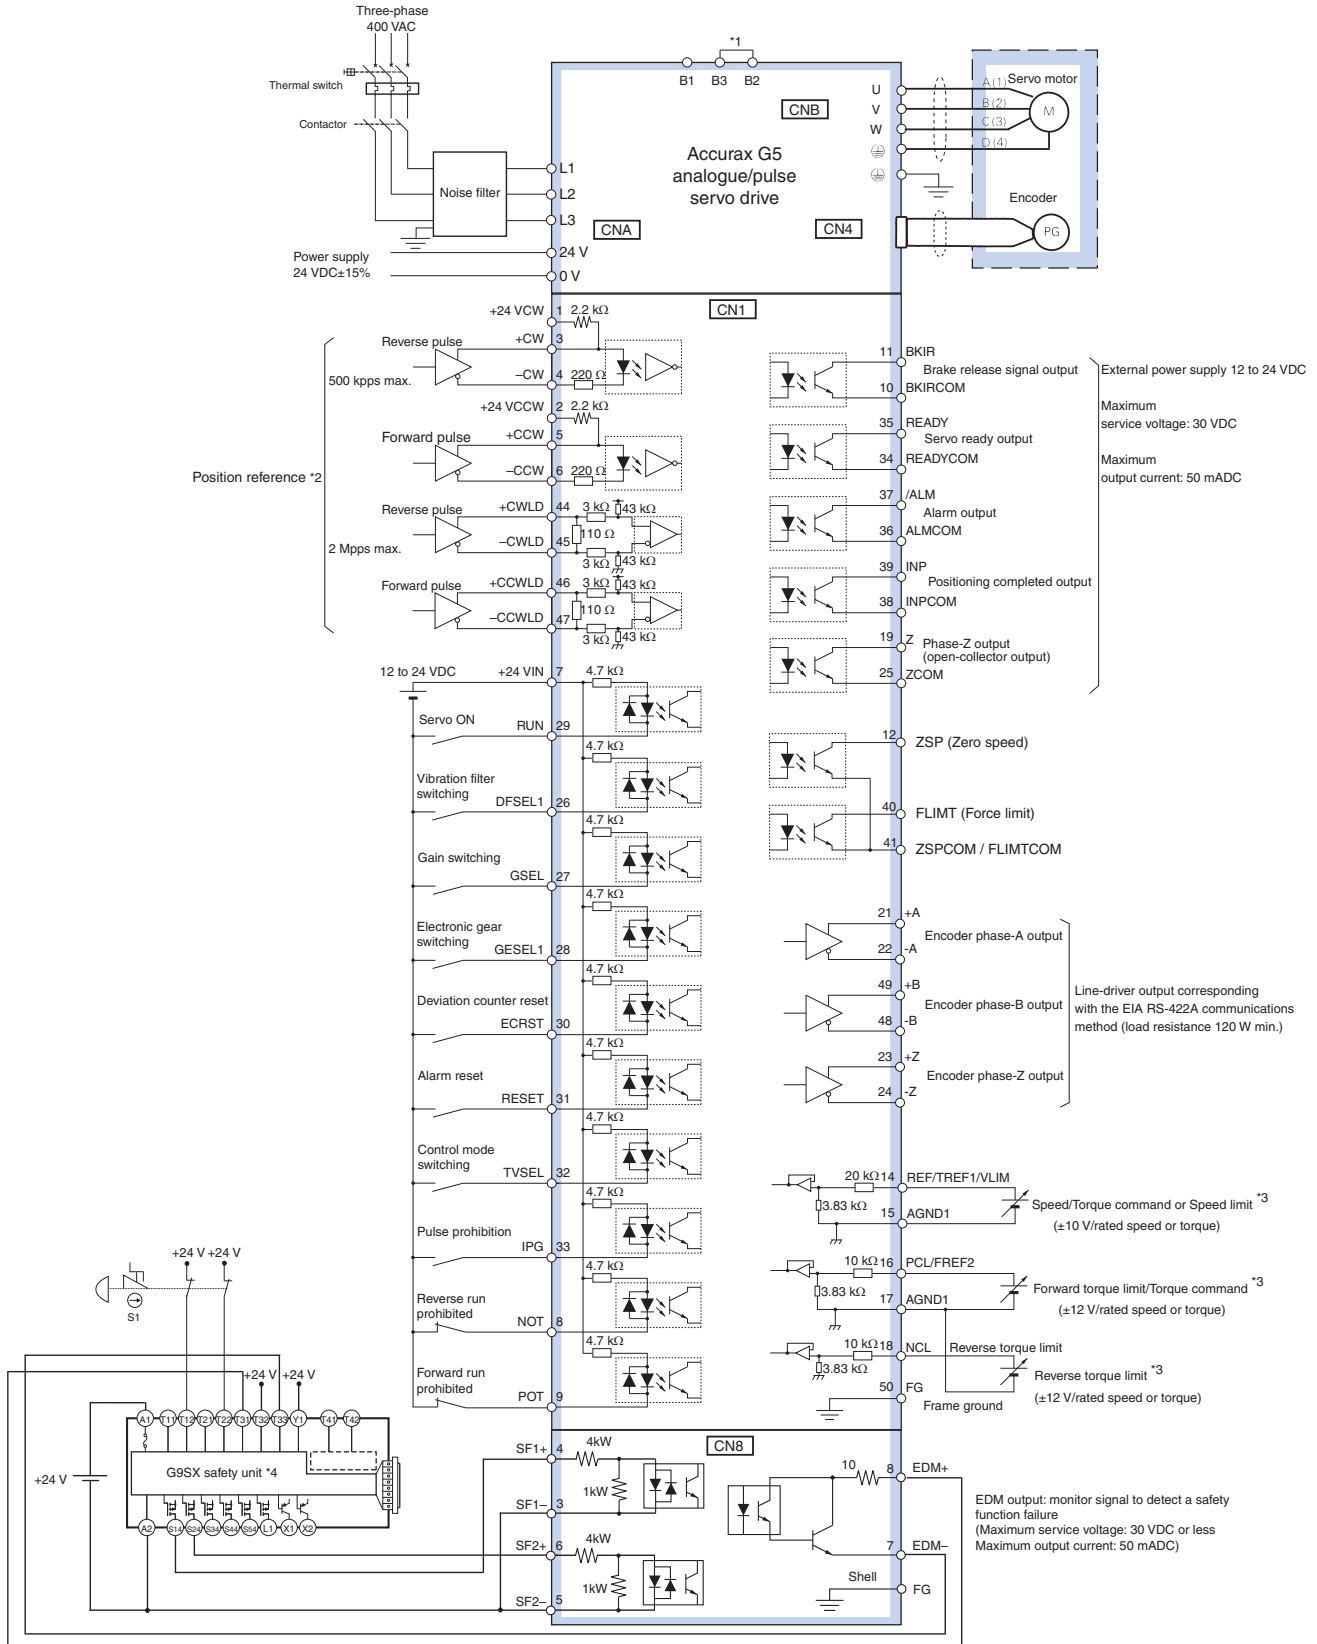 Three-phase
400 VAC
Thermal switch
Contactor
Noise filter
L1
L2
L3
CNA
Power supply
24 VDC±15%
24 V
0 V
*1
B1 B3 B2
CNB
Accurax G5
analogue/pulse
servo drive
CN4
U
V
W
A (1)
B (2)
C (3)
D (4)
Servo motor
M
Encoder
PG
CN1
Position reference *2
500 kpps max.
2 Mpps max.
+24 VCW 1 2.2 kΩ
Reverse pulse
+CW 3
–CW 4 220 Ω
+24 VCCW 2 2.2 kΩ
Forward pulse
+CCW 5
–CCW 6 220 Ω
Reverse pulse
+CWLD 44 3 kΩ 43 kΩ
110 Ω
–CWLD 45
3 kΩ 43 kΩ
Forward pulse
+CCWLD 46 3 kΩ 43 kΩ
110 Ω
–CCWLD 47
3 kΩ 43 kΩ
12 to 24 VDC
+24 VIN 7 4.7 kΩ
Servo ON
RUN 29
4.7 kΩ
Vibration filter
switching
DFSEL1 26
4.7 kΩ
Gain switching
GSEL 27
4.7 kΩ
Electronic gear
switching
GESEL1 28
4.7 kΩ
Deviation counter reset
ECRST 30
4.7 kΩ
Alarm reset
RESET 31
4.7 kΩ
Control mode
switching
TVSEL 32
4.7 kΩ
Pulse prohibition
IPG 33
4.7 kΩ
Reverse run
prohibited
NOT 8
4.7 kΩ
Forward run
prohibited
POT 9
11 BKIR
Brake release signal output
10 BKIRCOM
35 READY
Servo ready output
34 READYCOM
37 /ALM
Alarm output
36 ALMCOM
39 INP
Positioning completed output
38 INPCOM
19 Z
Phase-Z output
(open-collector output)
25 ZCOM
External power supply 12 to 24 VDC
Maximum
service voltage: 30 VDC
Maximum
output current: 50 mADC
12 ZSP (Zero speed)
40 FLIMT (Force limit)
41 ZSPCOM / FLIMTCOM
21 +A
Encoder phase-A output
22 -A
49 +B
Encoder phase-B output
48 -B
23 +Z
Encoder phase-Z output
24 -Z
Line-driver output corresponding
with the EIA RS-422A communications
method (load resistance 120 W min.)
20 kΩ 14 REF/TREF1/VLIM
3.83 kΩ
15 AGND1
Speed/Torque command or Speed limit *3
(±10 V/rated speed or torque)
10 kΩ 16 PCL/FREF2
3.83 kΩ
17 AGND1
Forward torque limit/Torque command *3
(±12 V/rated speed or torque)
10 kΩ 18 NCL Reverse torque limit
3.83 kΩ
Reverse torque limit *3
(±12 V/rated speed or torque)
50 FG
Frame ground
+24 V +24 V
S1
+24 V +24 V
A1 T11 T12 T21 T22 T31 T32 T33 Y1 T41 T42
G9SX safety unit *4
+24 V
A2 S14 S24 S34 S44 S54 L1 X1 X2
CN8
SF1+ 4 4kW
1kW
SF1– 3
SF2+ 6 4kW
1kW
SF2– 5
10 8 EDM+
7 EDM–
Shell
FG
EDM output: monitor signal to detect a safety
function failure
(Maximum service voltage: 30 VDC or less
Maximum output current: 50 mADC)